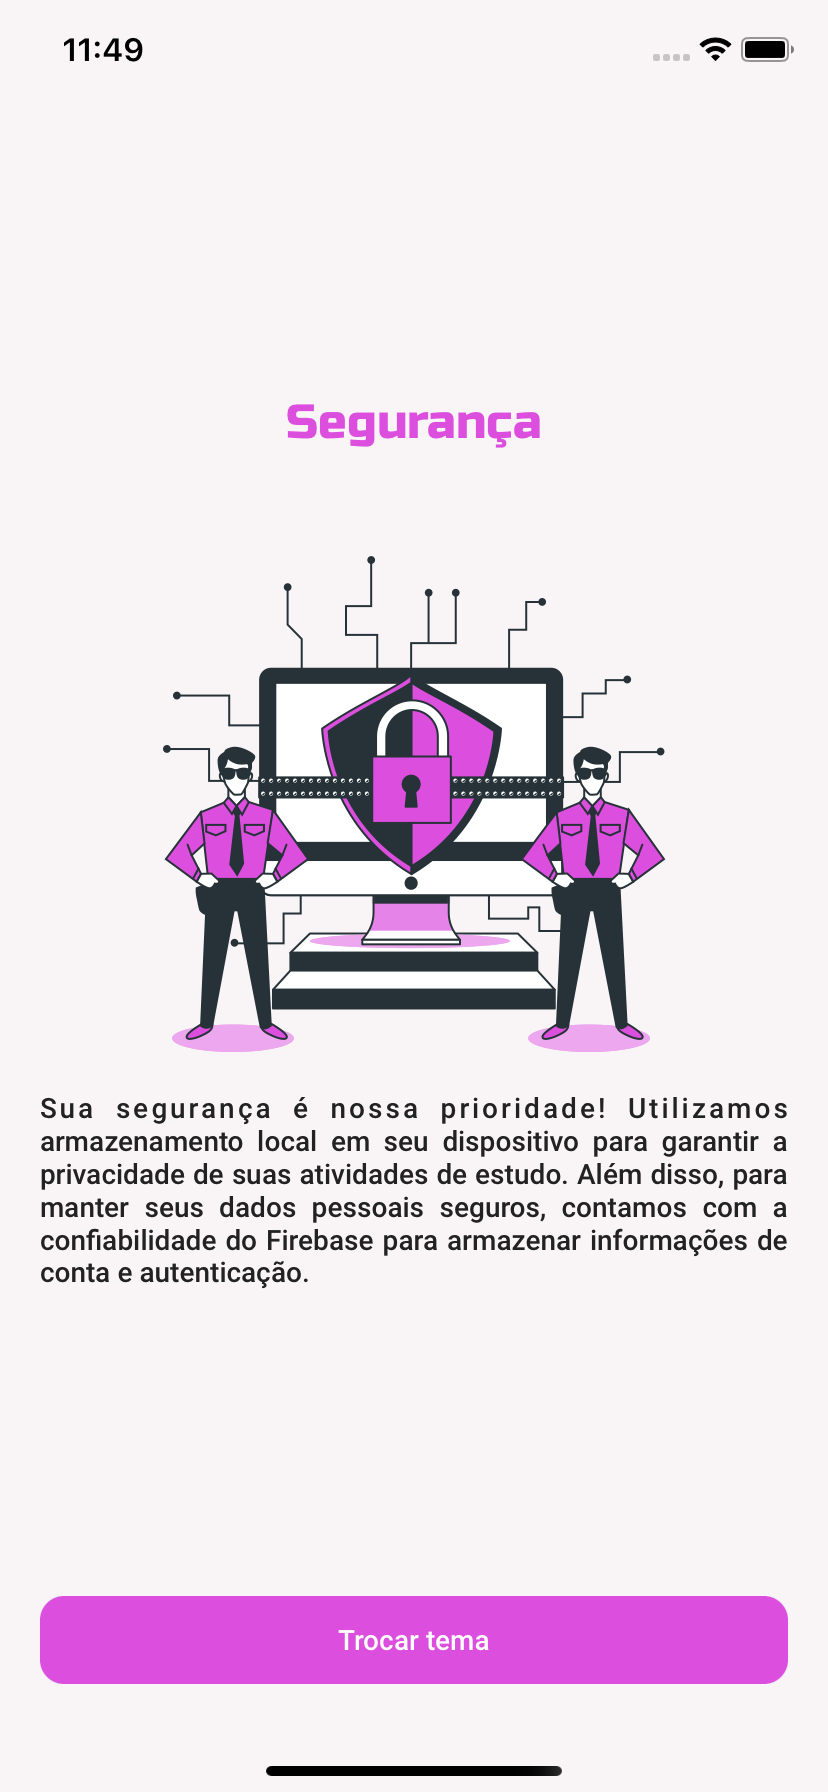 11:49
Segurança
Sua segurança é nossa prioridade! Utilizamos
armazenamento local em seu dispositivo para garantir a
privacidade de suas atividades de estudo. Além disso, para
manter seus dados pessoais seguros, contamos com a
confiabilidade do Firebase para armazenar informações de
conta e autenticação.
Trocar tema